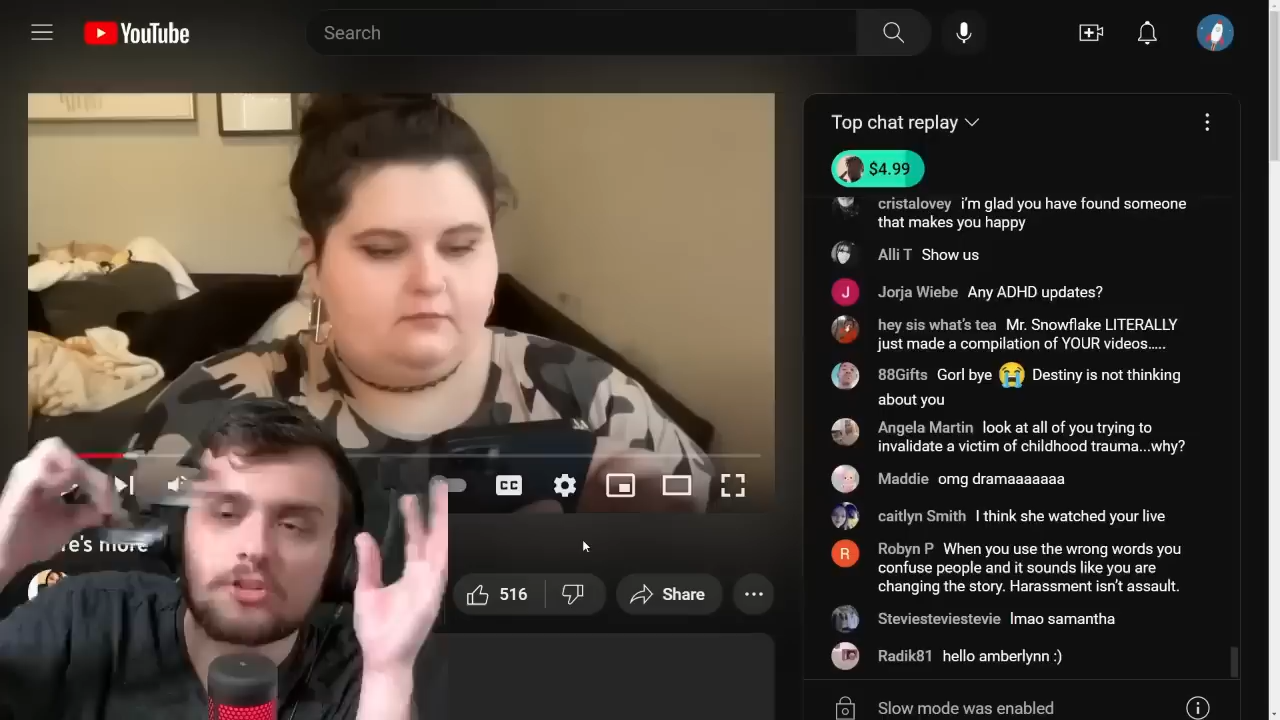 YouTube
Search
Top chat replay
$4.99
cristalovey i'm glad you have found someone
that makes you happy
Alli T Show us
J
Jorja Wiebe Any ADHD updates?
hey sis what's tea Mr. Snowflake LITERALLY
just made a compilation of YOUR videos.....
88Gifts Gorl bye 😭 Destiny is not thinking
about you
Angela Martin look at all of you trying to
invalidate a victim of childhood trauma...why?
Maddie omg dramaaaaaaa
caitlyn Smith I think she watched your live
R
Robyn P When you use the wrong words you
confuse people and it sounds like you are
changing the story. Harassment isn't assault.
Steviesteviestevie lmao samantha
Radik81 hello amberlynn :)
Slow mode was enabled
CC
re's more
516
Share